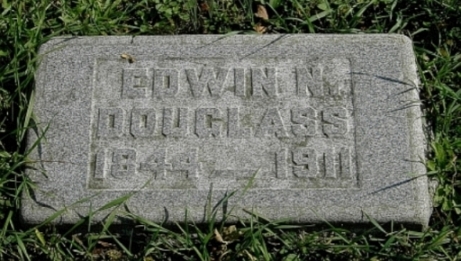 EDWIN N.
DOUGLASS
1844 – 1911